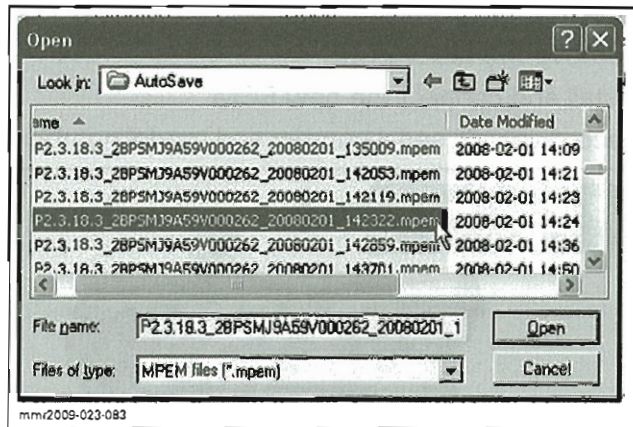 Open
Look in: AutoSave
ame Date Modified
P2.3.18.3_2BPSMJ9A59V000262_20080201_135009.mpem 2008-02-01 14:09
P2.3.18.3_2BPSMJ9A59V000262_20080201_142053.mpem 2008-02-01 14:21
P2.3.18.3_2BPSMJ9A59V000262_20080201_142119.mpem 2008-02-01 14:23
P2.3.18.3_2BPSMJ9A59V000262_20080201_142322.mpem 2008-02-01 14:24
P2.3.18.3_2BPSMJ9A59V000262_20080201_142859.mpem 2008-02-01 14:36
P2.3.18.3_2BPSMJ9A59V000262_20080201_143701.mpem 2008-02-01 14:50
File name: P2.3.18.3_2BPSMJ9A59V000262_20080201_1 Open
Files of type: MPEM files (*.mpem) Cancel
mmr2009-023-083